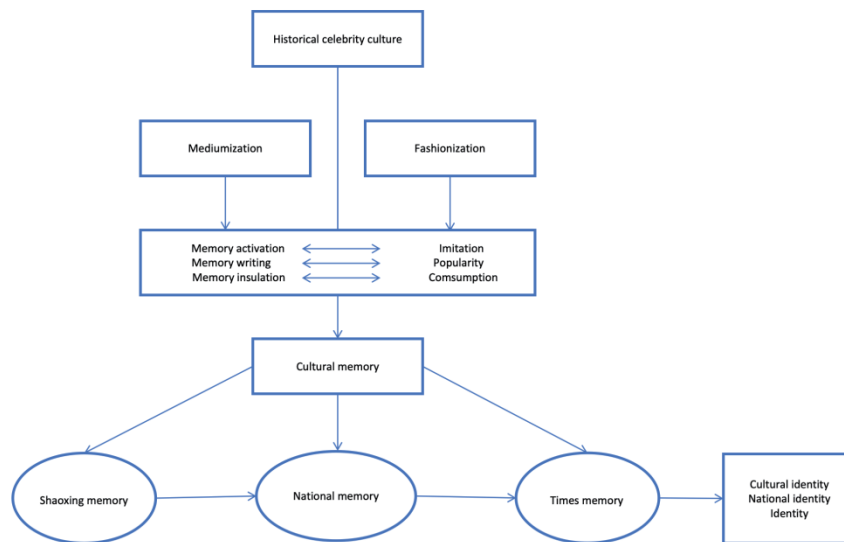 Historical celebrity culture
Mediumization
Fashionization
Memory activation
Imitation
Memory writing
Popularity
Memory insulation
Comsumption
Cultural memory
Shaoxing memory
National memory
Times memory
Cultural identity
National identity
Identity